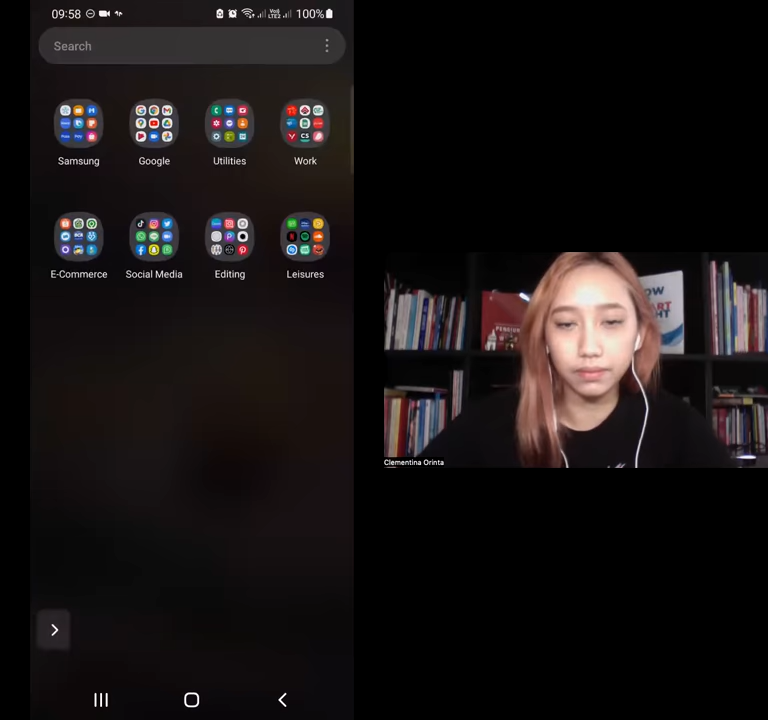 09:58
100%
Search
Samsung
Google
Utilities
Work
E-Commerce
Social Media
Editing
Leisures
Clementina Orinta